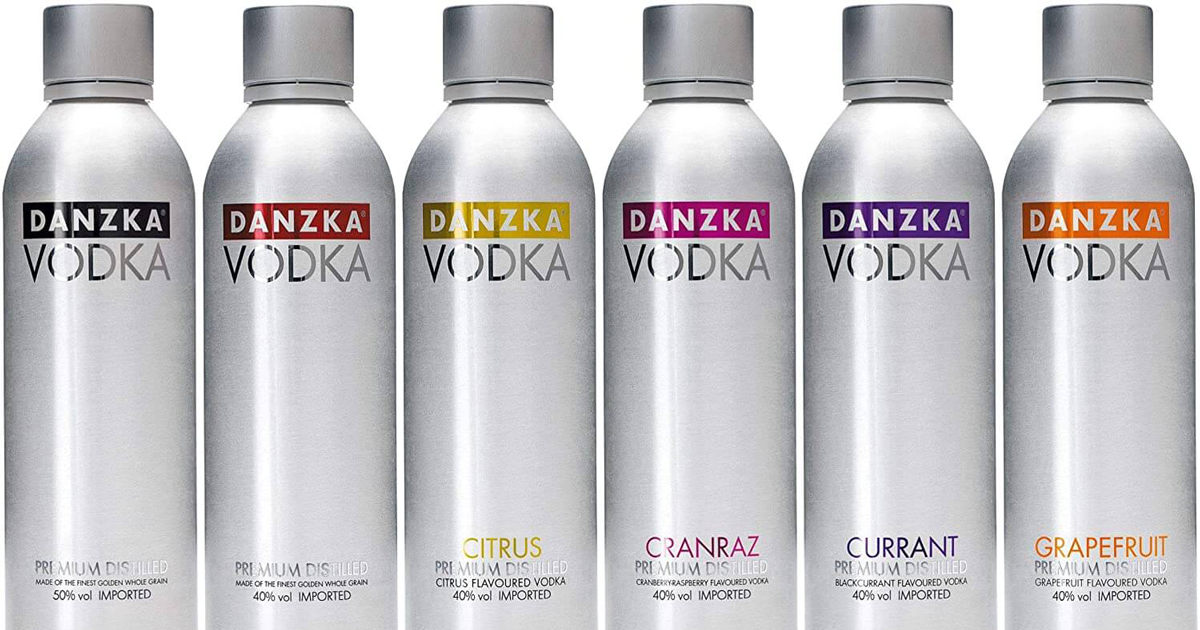 DANZKA®
VODKA
PREMIUM DISTILLED
MADE OF THE FINEST GOLDEN WHOLE GRAIN
50% vol IMPORTED
DANZKA®
VODKA
PREMIUM DISTILLED
MADE OF THE FINEST GOLDEN WHOLE GRAIN
40% vol IMPORTED
DANZKA®
VODKA
CITRUS
PREMIUM DISTILLED
CITRUS FLAVOURED VODKA
40% vol IMPORTED
DANZKA®
VODKA
CRANRAZ
PREMIUM DISTILLED
CRANBERRYRASPBERRY FLAVOURED VODKA
40% vol IMPORTED
DANZKA®
VODKA
CURRANT
PREMIUM DISTILLED
BLACKCURRANT FLAVOURED VODKA
40% vol IMPORTED
DANZKA®
VODKA
GRAPEFRUIT
PREMIUM DISTILLED
GRAPEFRUIT FLAVOURED VODKA
40% vol IMPORTED